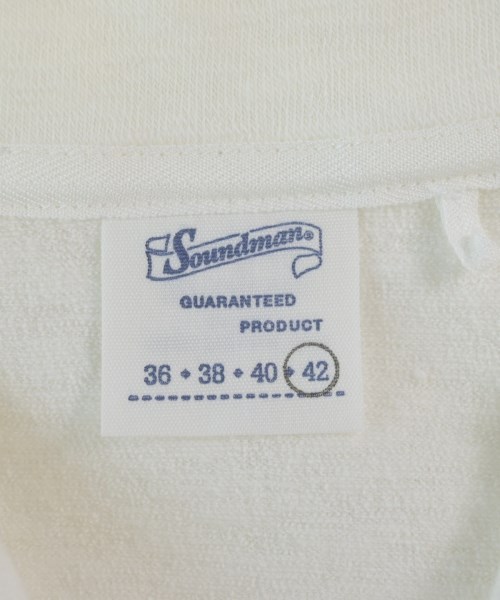 Soundman®
GUARANTEED
PRODUCT
36 • 38 • 40 • 42